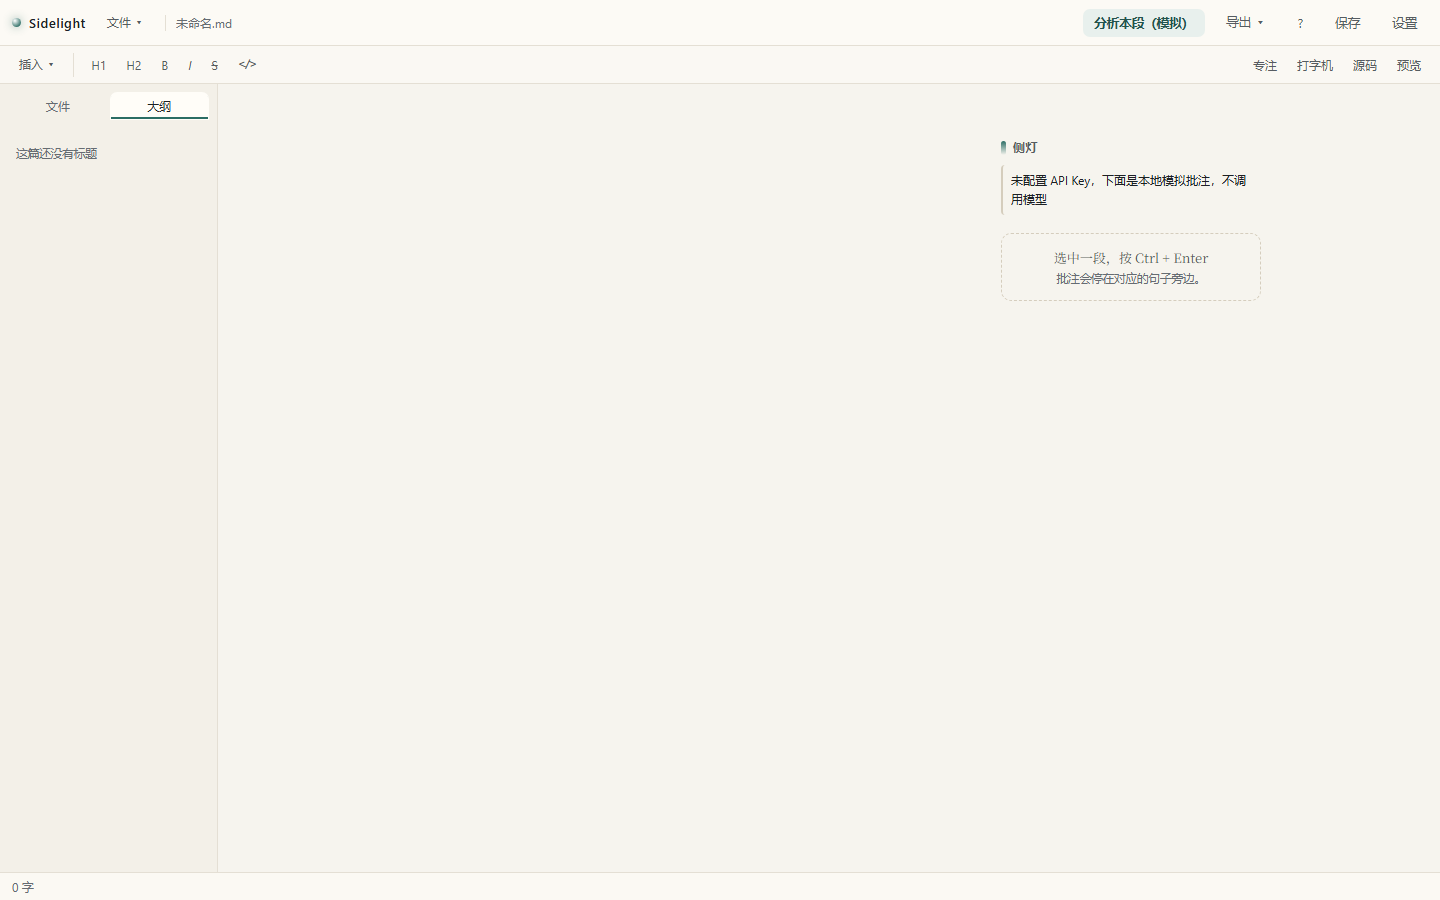 Sidelight 文件 ▾ 未命名.md 分析本段（模拟） 导出 ▾ ? 保存 设置
插入 ▾ H1 H2 B I S </> 专注 打字机 源码 预览
文件 大纲
这篇还没有标题
侧灯
未配置 API Key，下面是本地模拟批注，不调
用模型
选中一段，按 Ctrl + Enter
批注会停在对应的句子旁边。
0 字